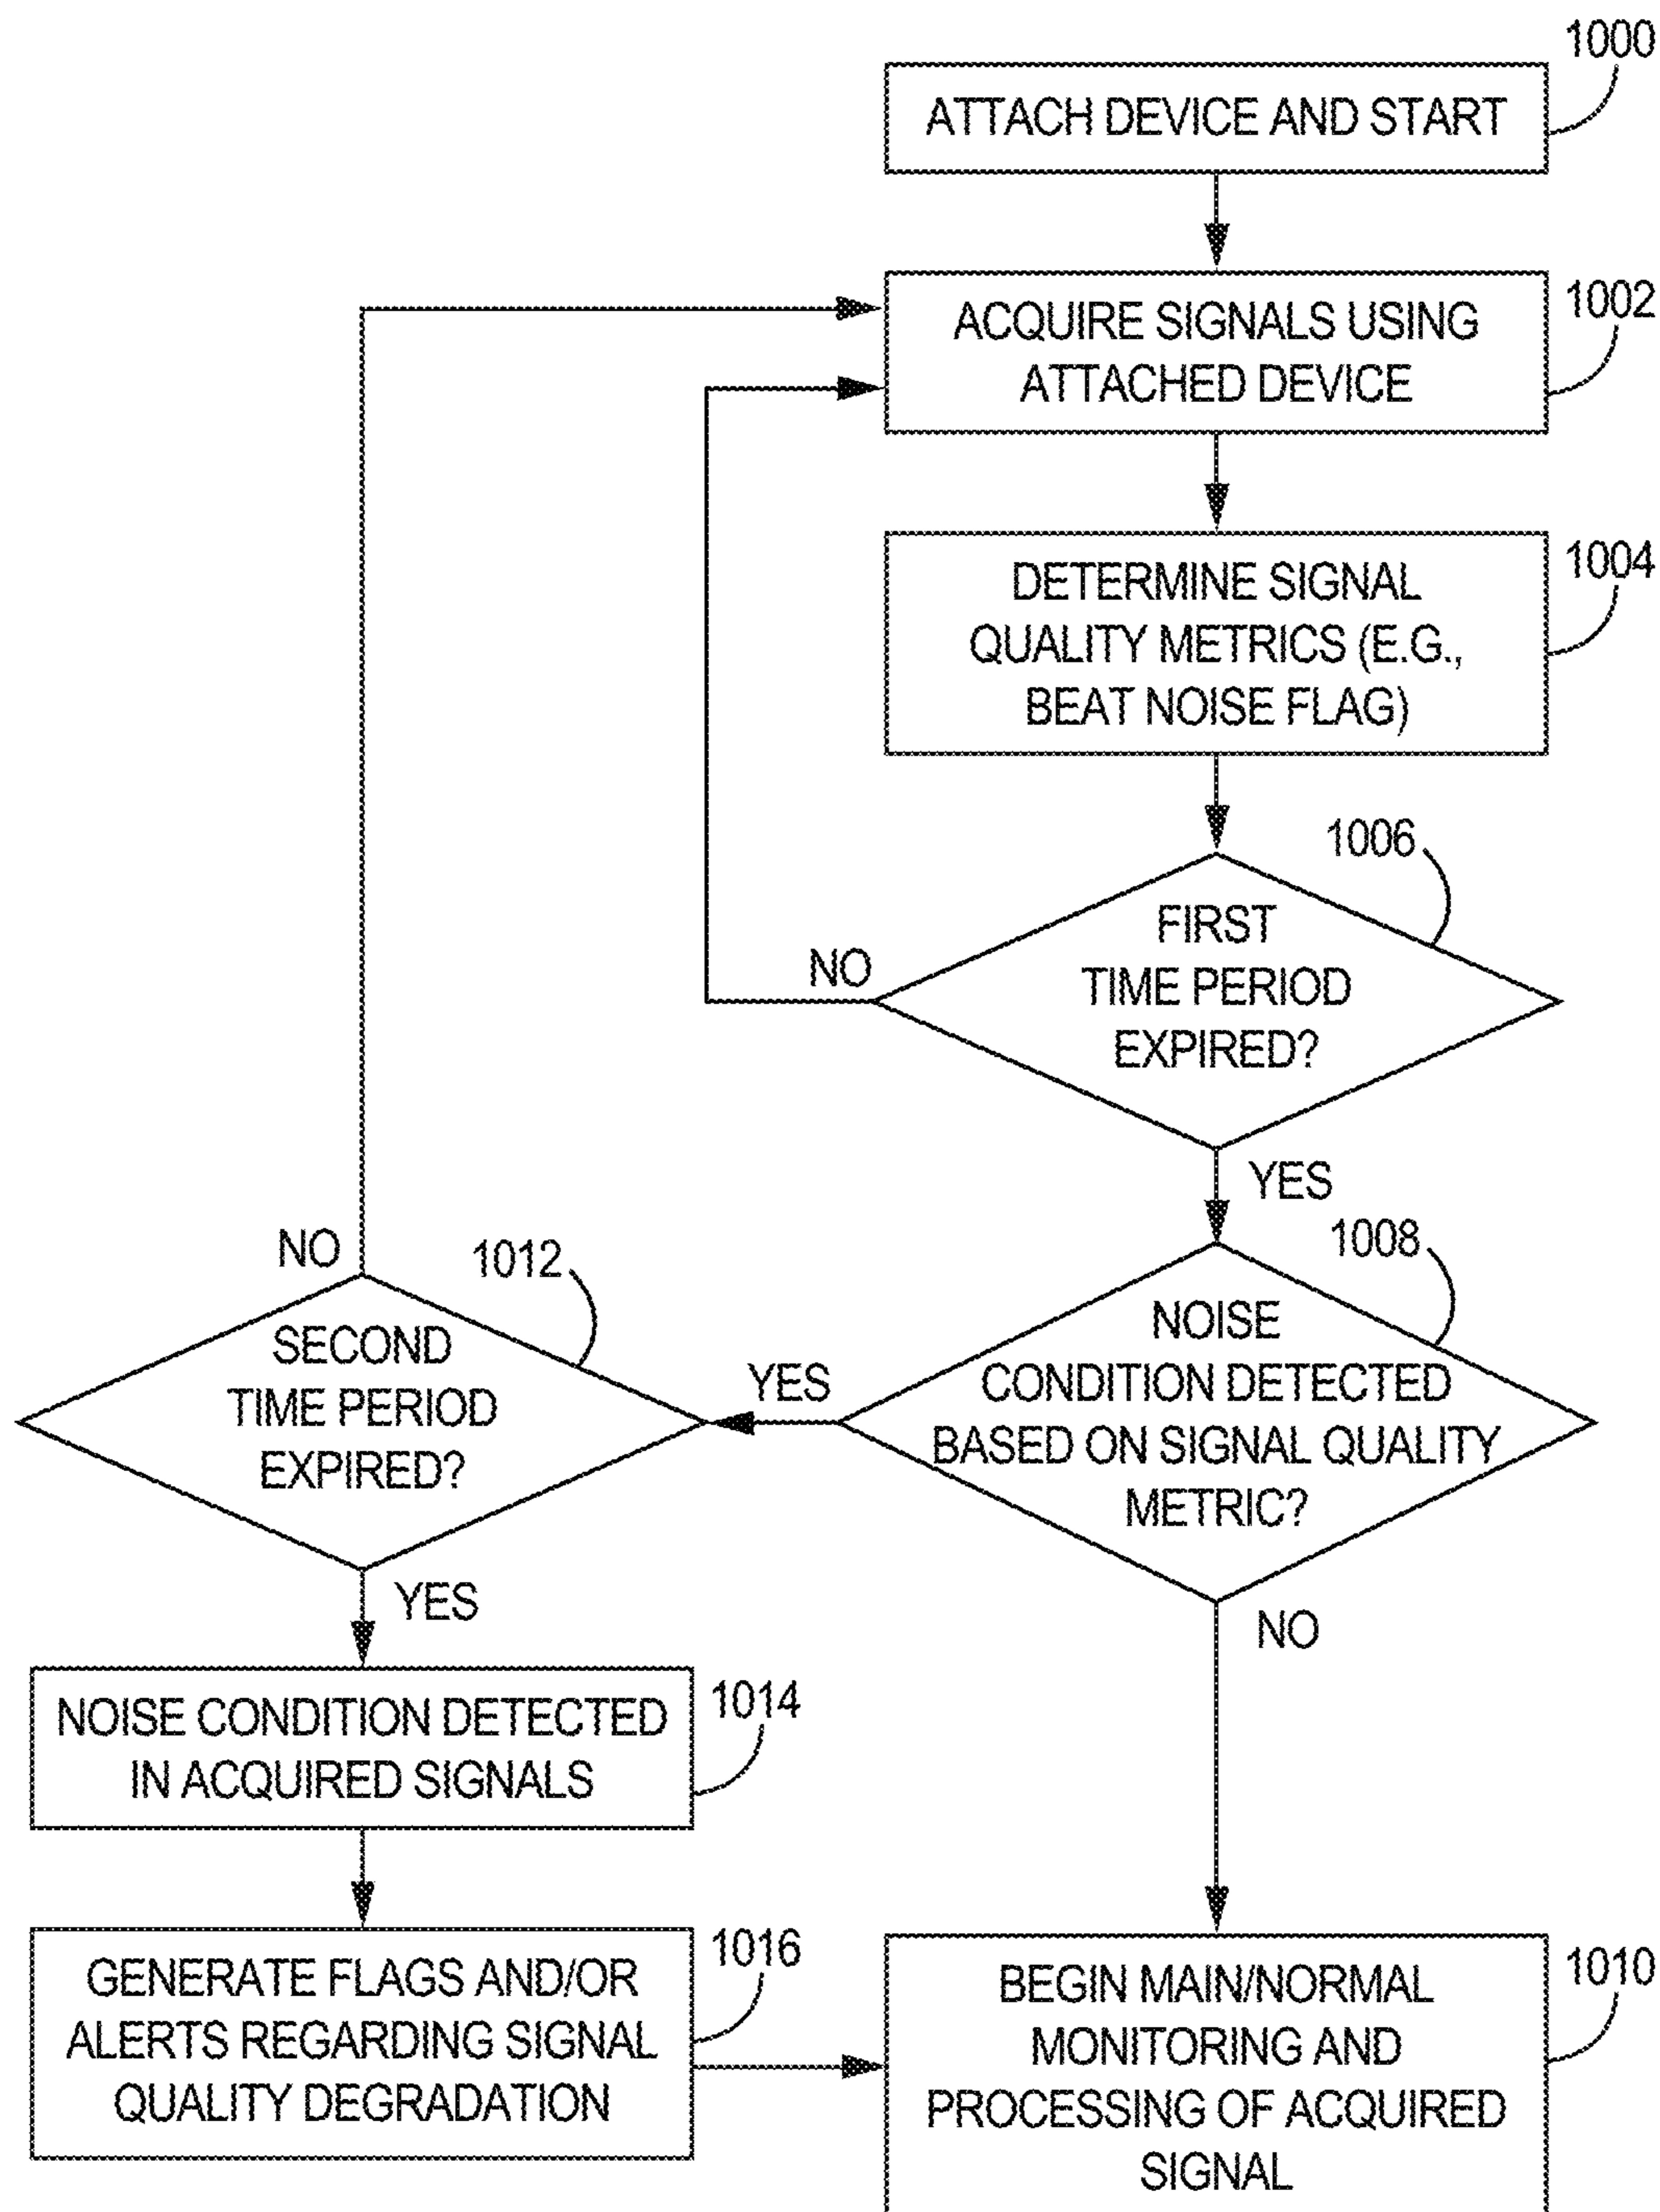 1000
ATTACH DEVICE AND START
1002
ACQUIRE SIGNALS USING
ATTACHED DEVICE
1004
DETERMINE SIGNAL
QUALITY METRICS (E.G.,
BEAT NOISE FLAG)
1006
FIRST
TIME PERIOD
EXPIRED?
NO
YES
1008
NOISE
CONDITION DETECTED
BASED ON SIGNAL QUALITY
METRIC?
YES
NO
1012
SECOND
TIME PERIOD
EXPIRED?
NO
YES
1014
NOISE CONDITION DETECTED
IN ACQUIRED SIGNALS
1016
GENERATE FLAGS AND/OR
ALERTS REGARDING SIGNAL
QUALITY DEGRADATION
1010
BEGIN MAIN/NORMAL
MONITORING AND
PROCESSING OF ACQUIRED
SIGNAL